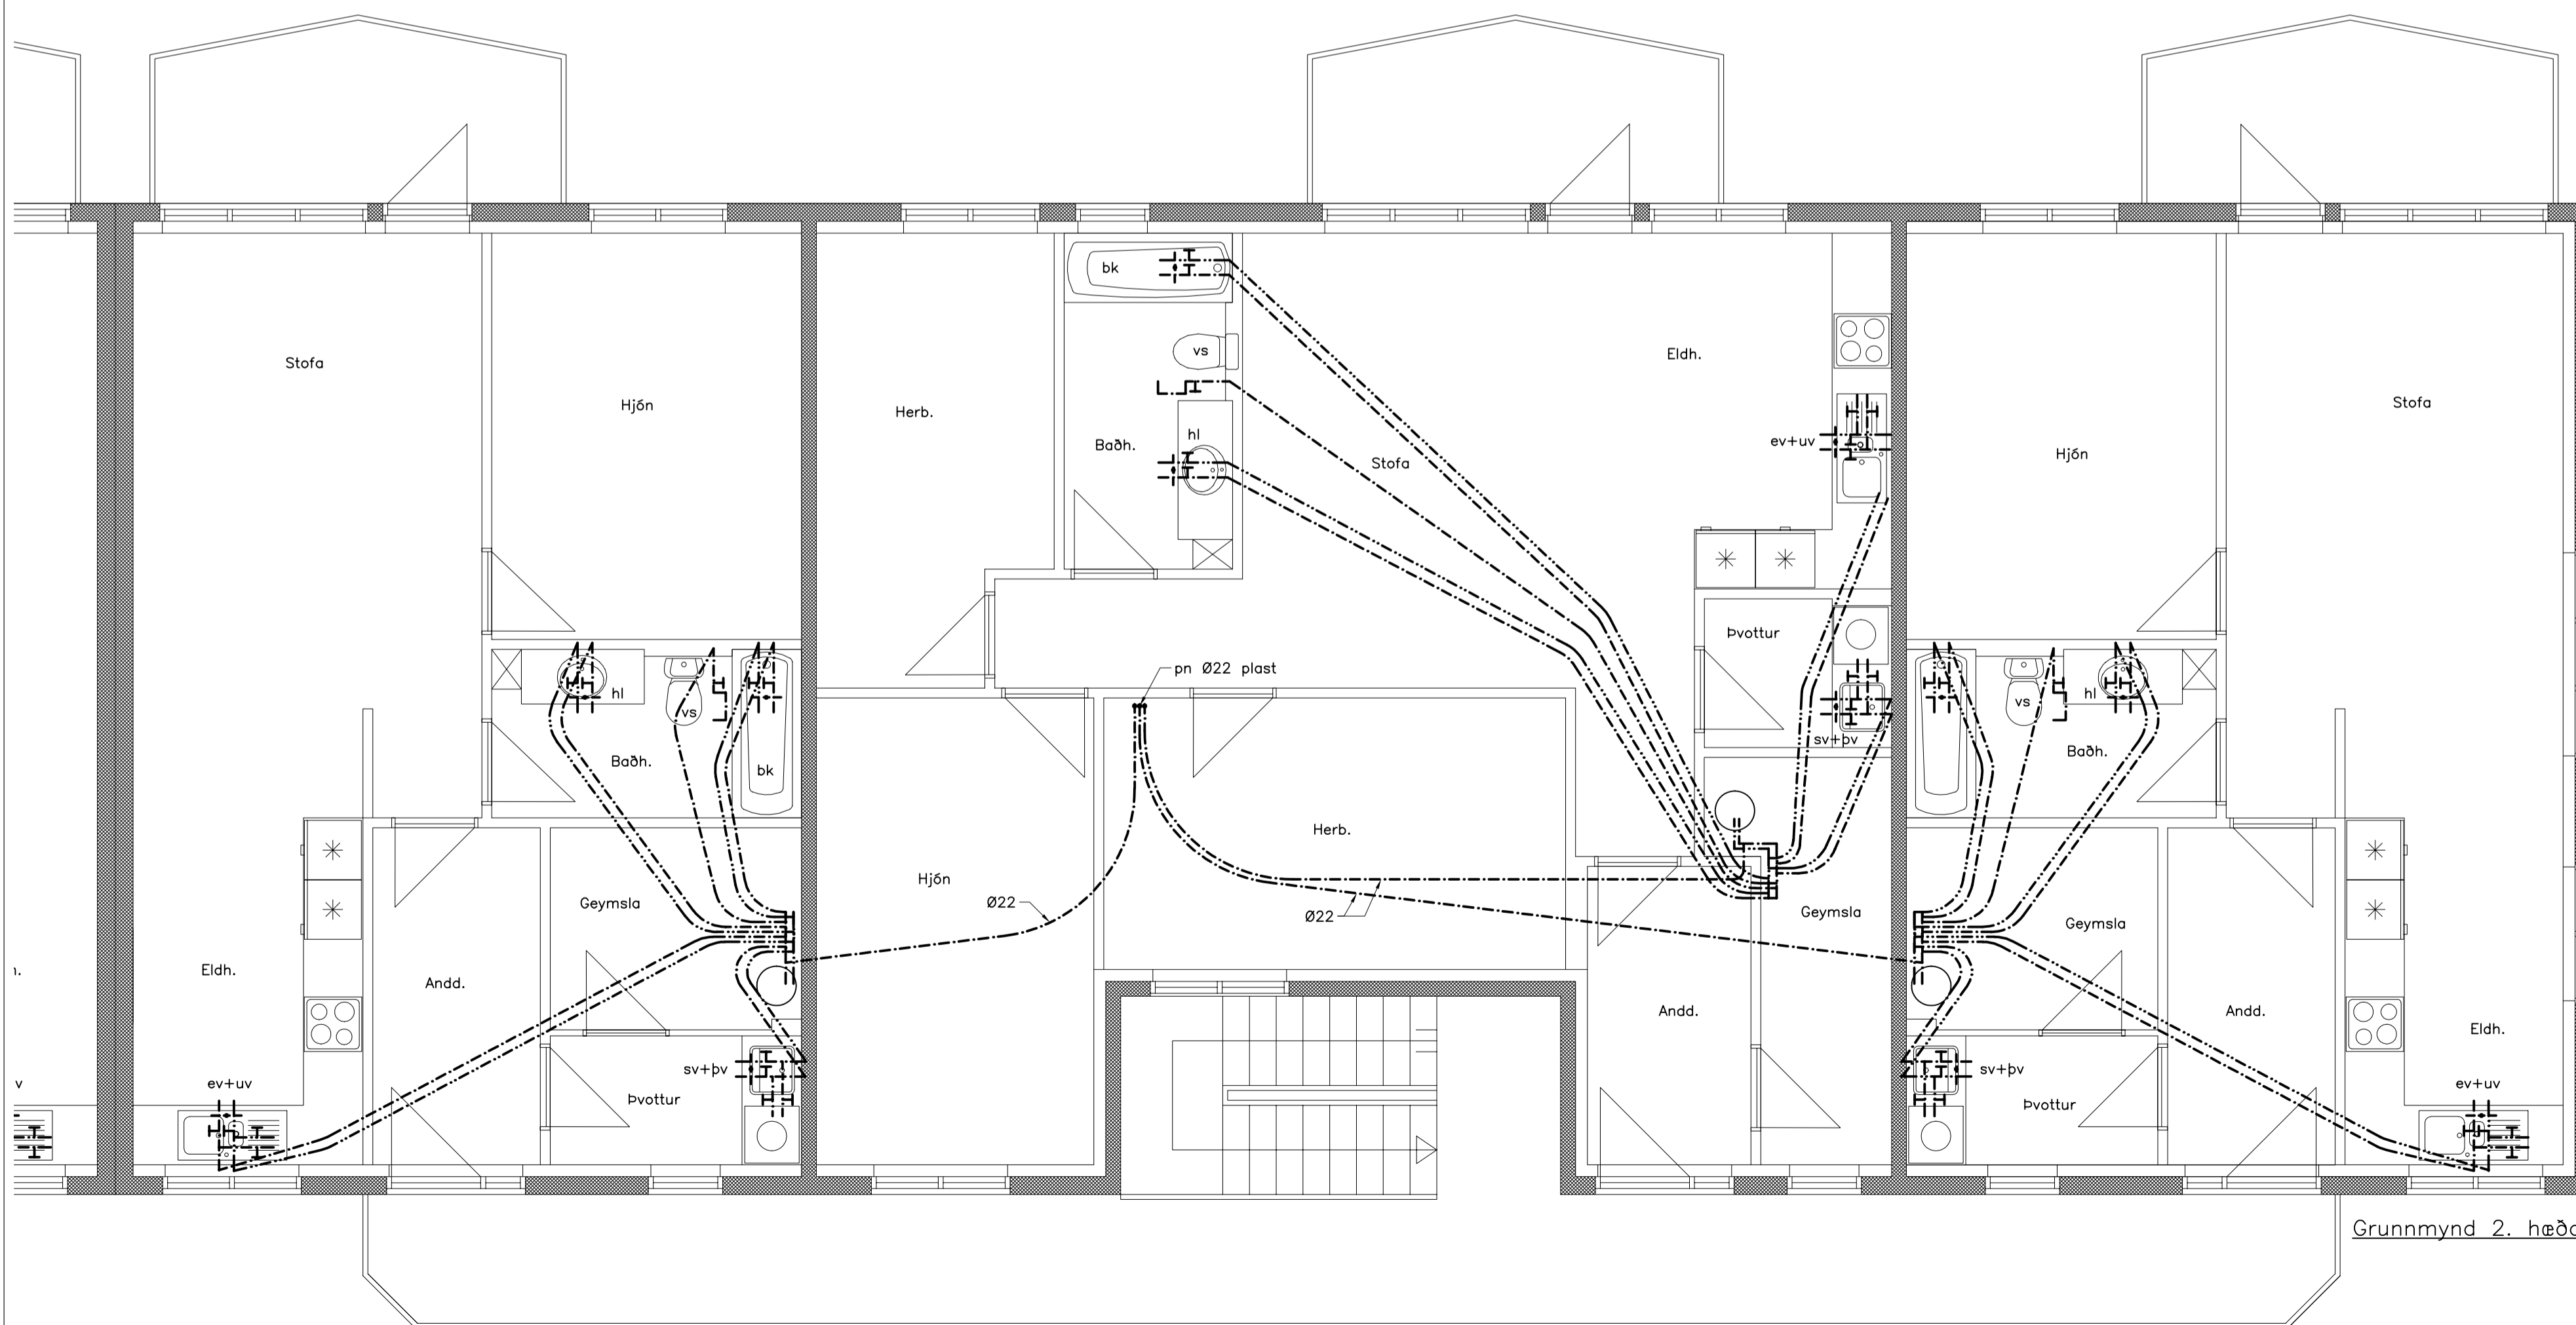 bk
vs
Eldh.
Stofa
Hjón
Stofa
Hjón
Herb.
hl
ev+uv
Baðh.
Stofa
Þvottur
pn Ø22 plast
hl
vs
hl
vs
sv+þv
Baðh.
Baðh.
bk
Herb.
Hjón
Geymsla
Ø22
Ø22
Geymsla
Geymsla
Eldh.
Andd.
Andd.
Andd.
Eldh.
sv+þv
sv+þv
ev+uv
Þvottur
Þvottur
ev+uv
v
Grunnmynd 2. hæða